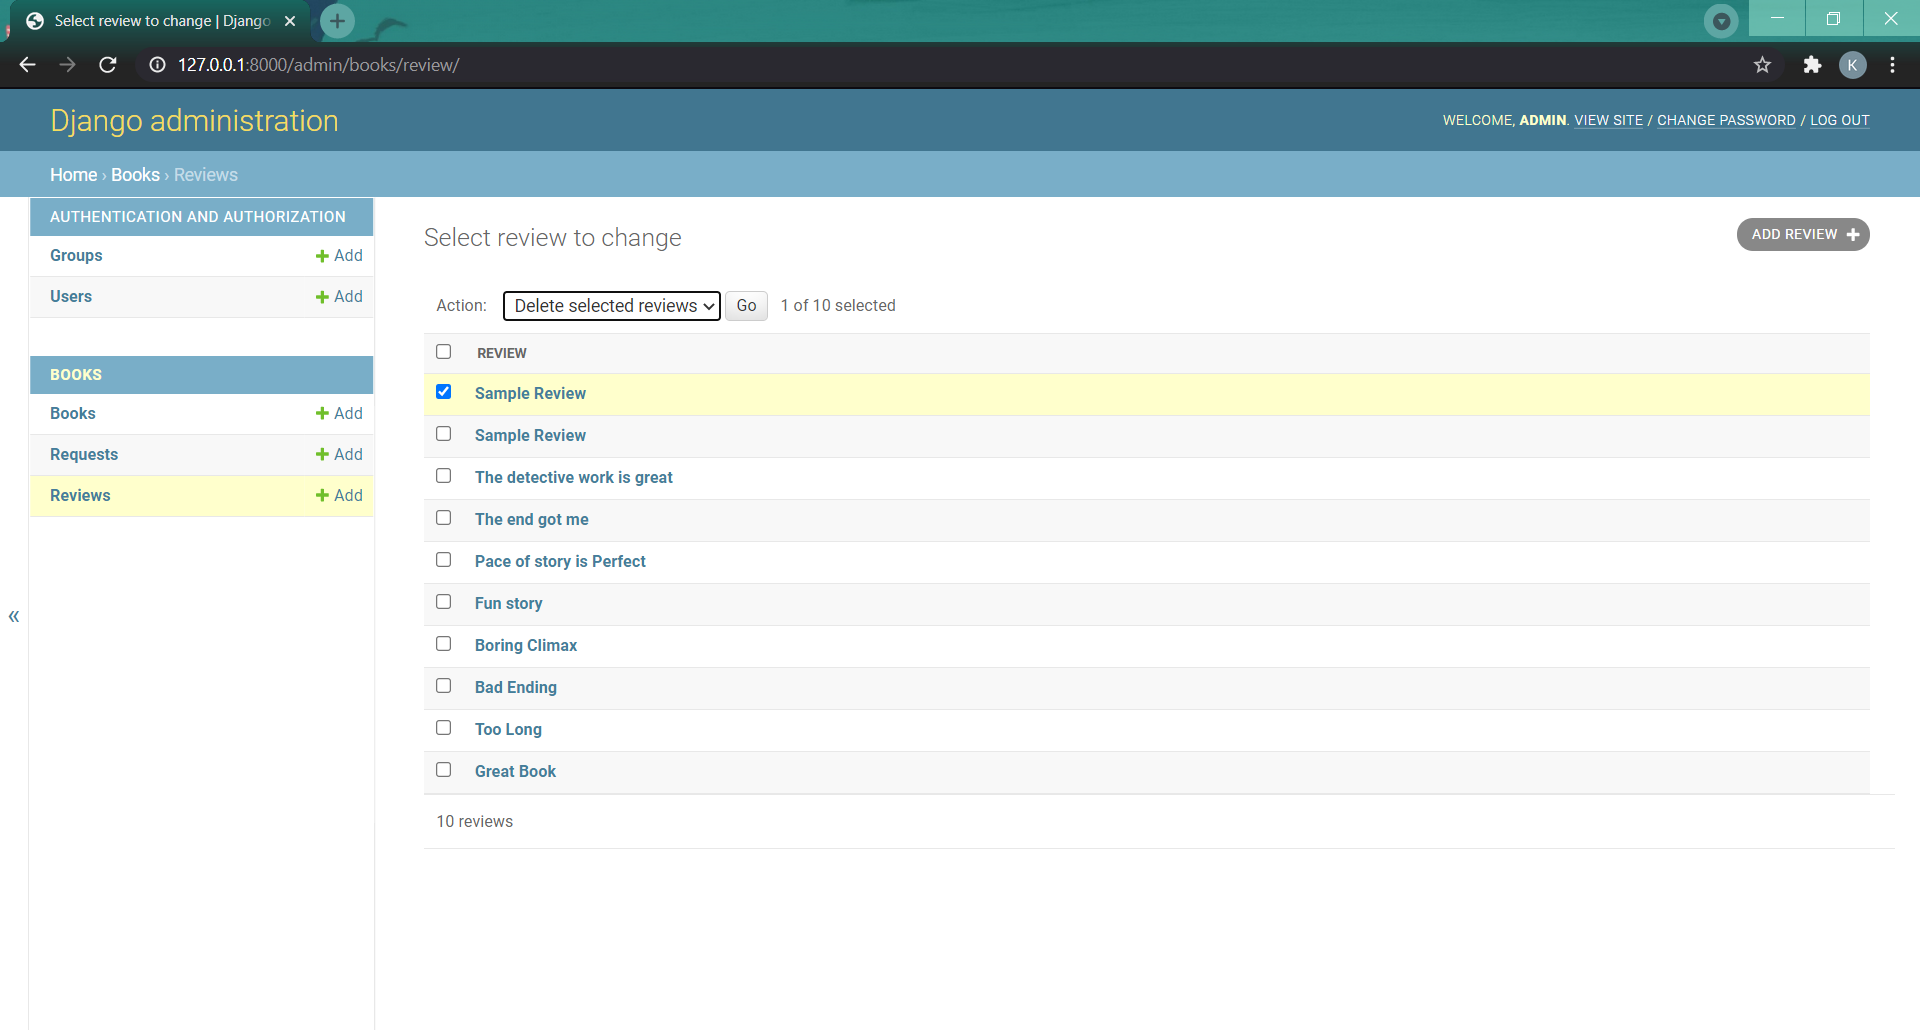 Select review to change | Django
127.0.0.1:8000/admin/books/review/
K
Django administration
WELCOME, ADMIN. VIEW SITE / CHANGE PASSWORD / LOG OUT
Home › Books › Reviews
AUTHENTICATION AND AUTHORIZATION
Groups + Add
Users + Add
BOOKS
Books + Add
Requests + Add
Reviews + Add
«
Select review to change
ADD REVIEW +
Action: Delete selected reviews Go 1 of 10 selected
REVIEW
Sample Review
Sample Review
The detective work is great
The end got me
Pace of story is Perfect
Fun story
Boring Climax
Bad Ending
Too Long
Great Book
10 reviews